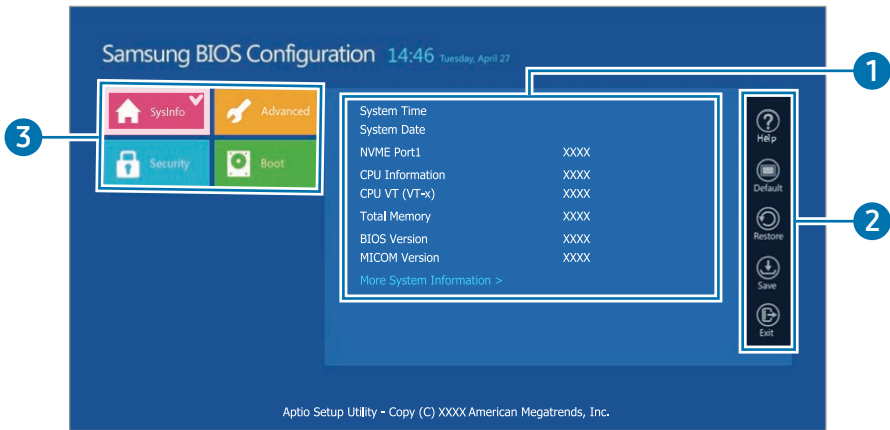 Samsung BIOS Configuration 14:46 Tuesday, April 27
1
3
SysInfo
Advanced
Security
Boot
System Time
System Date
NVME Port1 XXXX
CPU Information XXXX
CPU VT (VT-x) XXXX
Total Memory XXXX
BIOS Version XXXX
MICOM Version XXXX
More System Information >
Help
Default
Restore
Save
Exit
2
Aptio Setup Utility - Copy (C) XXXX American Megatrends, Inc.